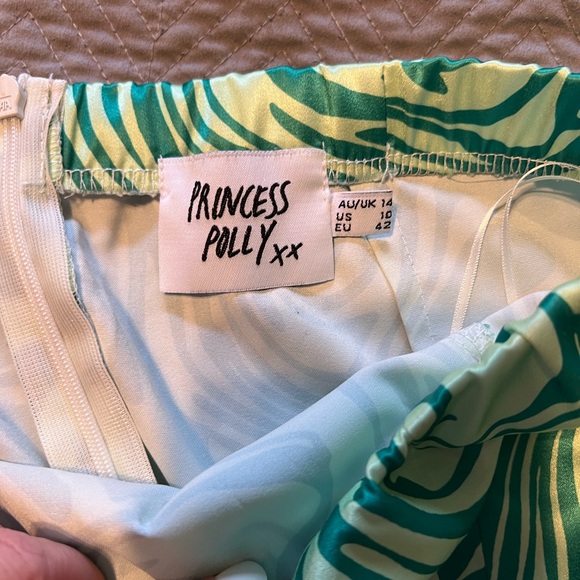 PRINCESS
POLLY xx
AU/UK 14
US 10
EU 42